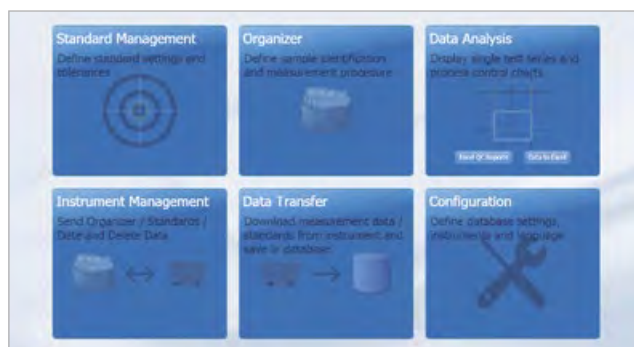 Standard Management
Define standard settings and
tolerances
Organizer
Define sample identification
and measurement procedure
Data Analysis
Display single test series and
process control charts
Read QC Reports
Data to Excel
Instrument Management
Send Organizer / Standards /
Date and Delete Data
Data Transfer
Download measurement data /
standards from instrument and
save in database
Configuration
Define database settings,
instruments and language